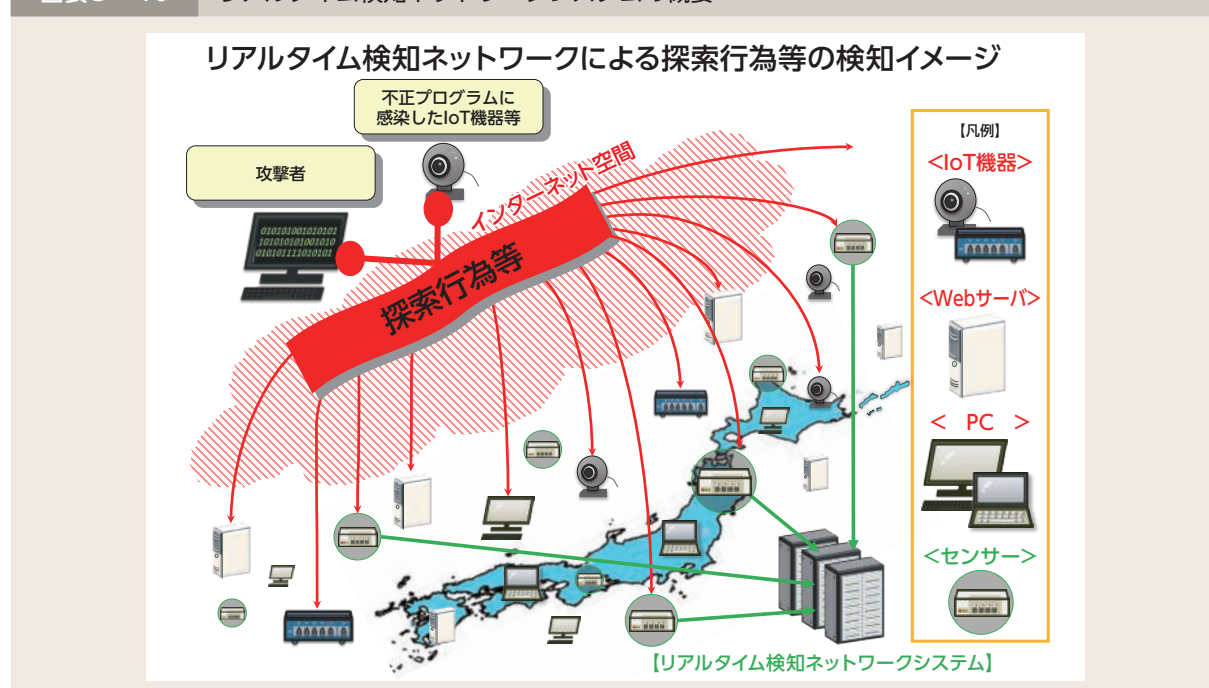 リアルタイム検知ネットワークによる探索行為等の検知イメージ
不正プログラムに
感染したIoT機器等
攻撃者
インターネット空間
010101001010101
101010101001010
010101111010101
探索行為等
【凡例】
<IoT機器>
<Webサーバ>
< PC >
<センサー>
【リアルタイム検知ネットワークシステム】